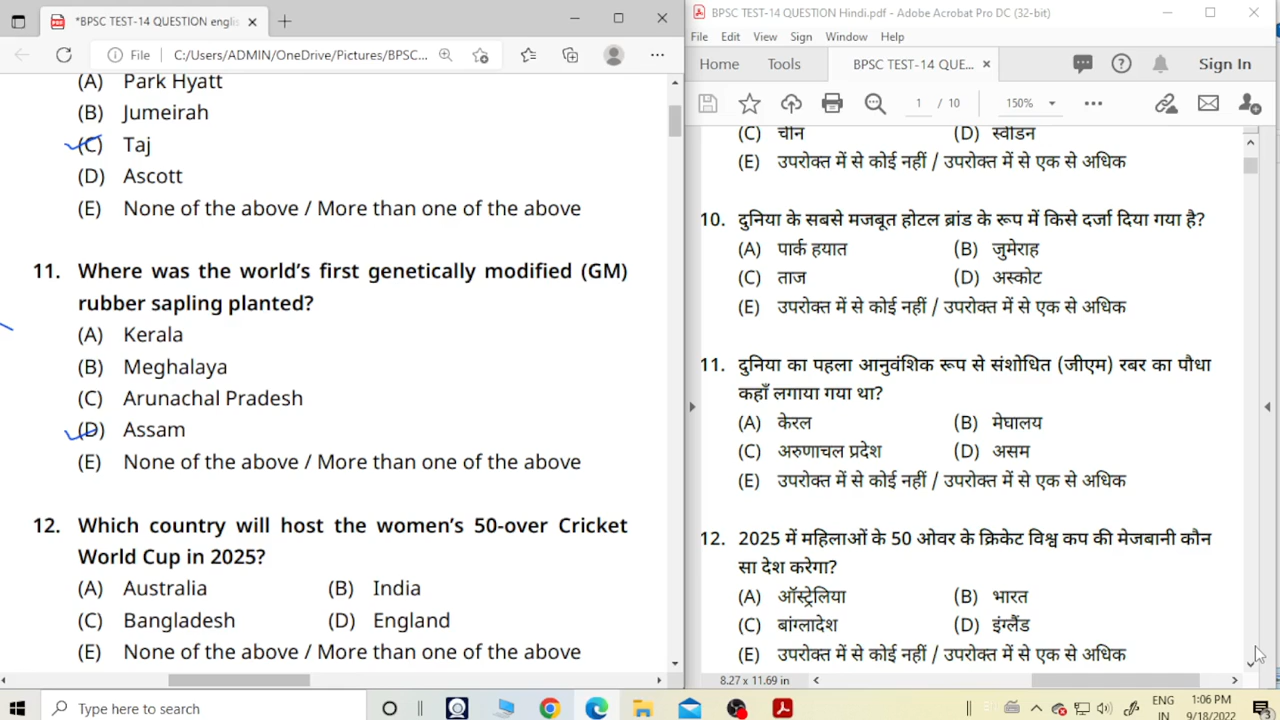 *BPSC TEST-14 QUESTION englis
File
C:/Users/ADMIN/OneDrive/Pictures/BPSC...
(A) Park Hyatt
(B) Jumeirah
(C) Taj
(D) Ascott
(E) None of the above / More than one of the above
11. Where was the world's first genetically modified (GM)
rubber sapling planted?
(A) Kerala
(B) Meghalaya
(C) Arunachal Pradesh
(D) Assam
(E) None of the above / More than one of the above
12. Which country will host the women's 50-over Cricket
World Cup in 2025?
(A) Australia (B) India
(C) Bangladesh (D) England
(E) None of the above / More than one of the above
BPSC TEST-14 QUESTION Hindi.pdf - Adobe Acrobat Pro DC (32-bit)
File Edit View Sign Window Help
Home Tools BPSC TEST-14 QUE... Sign In
1 / 10 150%
(C) चीन (D) स्वीडन
(E) उपरोक्त में से कोई नहीं / उपरोक्त में से एक से अधिक
10. दुनिया के सबसे मजबूत होटल ब्रांड के रूप में किसे दर्जा दिया गया है?
(A) पार्क हयात (B) जुमेराह
(C) ताज (D) अस्कोट
(E) उपरोक्त में से कोई नहीं / उपरोक्त में से एक से अधिक
11. दुनिया का पहला आनुवंशिक रूप से संशोधित (जीएम) रबर का पौधा
कहाँ लगाया गया था?
(A) केरल (B) मेघालय
(C) अरुणाचल प्रदेश (D) असम
(E) उपरोक्त में से कोई नहीं / उपरोक्त में से एक से अधिक
12. 2025 में महिलाओं के 50 ओवर के क्रिकेट विश्व कप की मेजबानी कौन
सा देश करेगा?
(A) ऑस्ट्रेलिया (B) भारत
(C) बांग्लादेश (D) इंग्लैंड
(E) उपरोक्त में से कोई नहीं / उपरोक्त में से एक से अधिक
8.27 x 11.69 in
Type here to search
ENG
IN
1:06 PM
9/18/2022